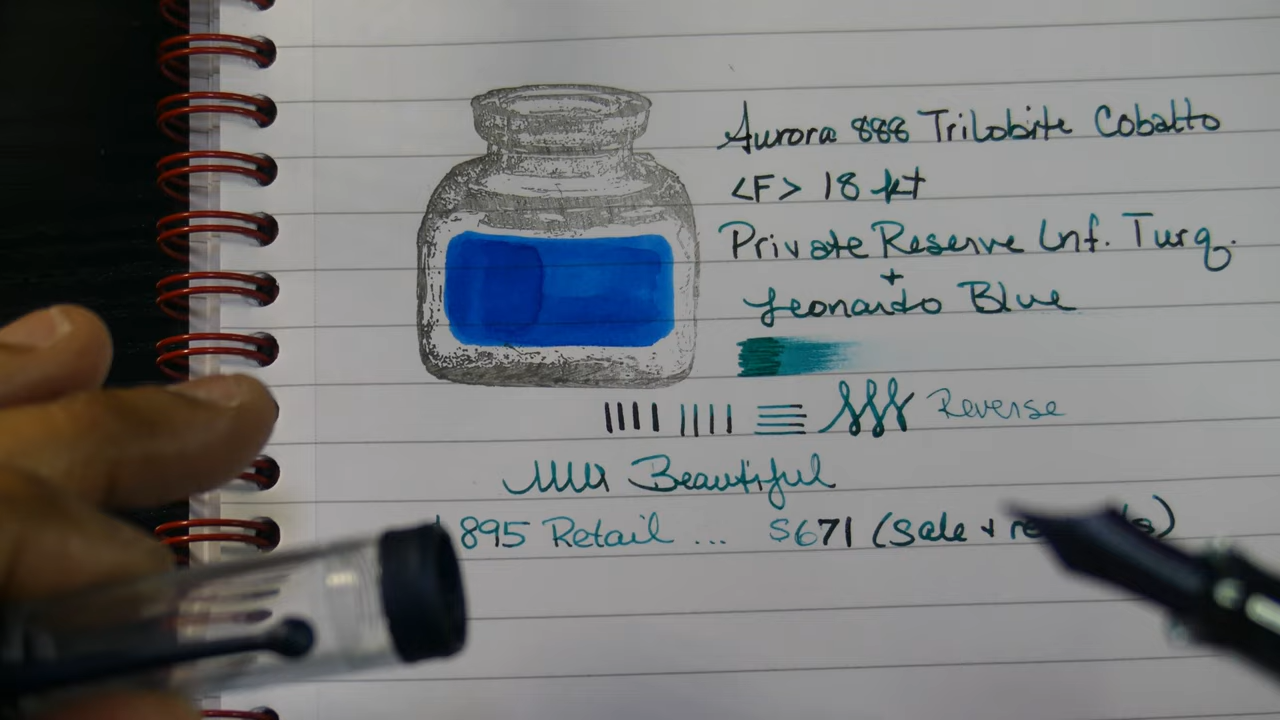 Aurora 888 Trilobite Cobalto
<F> 18 kt
Private Reserve Inf. Turq.
+
Leonardo Blue
Reverse
Beautiful
895 Retail ... $671 (Sale +